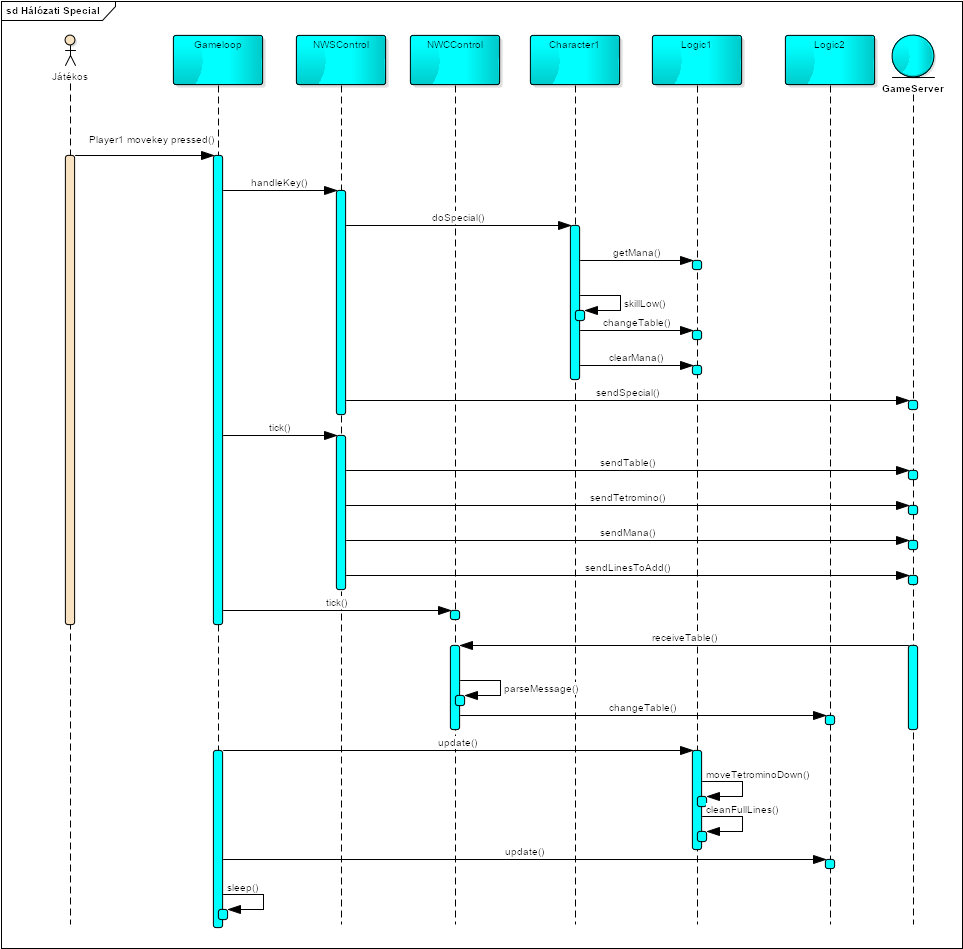 sd Hálózati Special
Játékos
Gameloop
NWSControl
NWCControl
Character1
Logic1
Logic2
GameServer
Player1 movekey pressed()
handleKey()
doSpecial()
getMana()
skillLow()
changeTable()
clearMana()
sendSpecial()
tick()
sendTable()
sendTetromino()
sendMana()
sendLinesToAdd()
tick()
receiveTable()
parseMessage()
changeTable()
update()
moveTetrominoDown()
cleanFullLines()
update()
sleep()